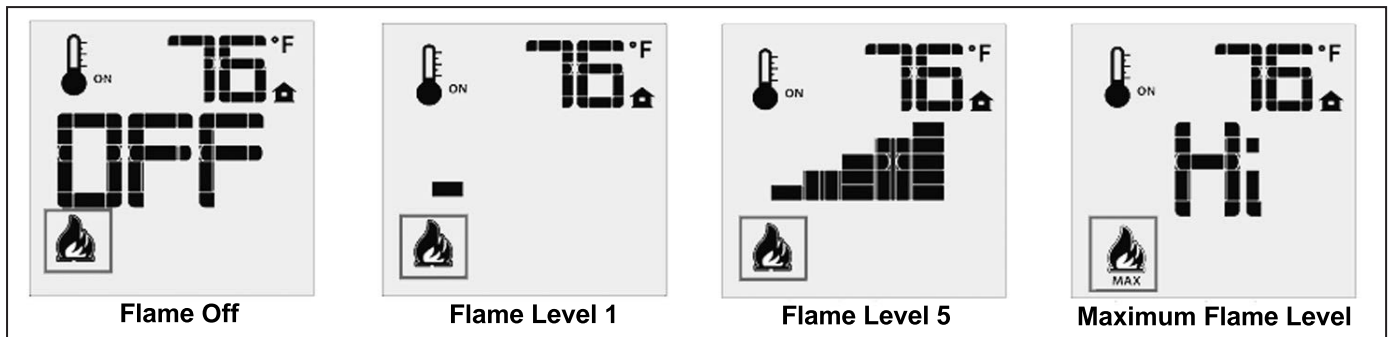 ON 76 °F
OFF
Flame Off
ON 76 °F
Flame Level 1
ON 76 °F
Flame Level 5
ON 76 °F
Hi
MAX
Maximum Flame Level